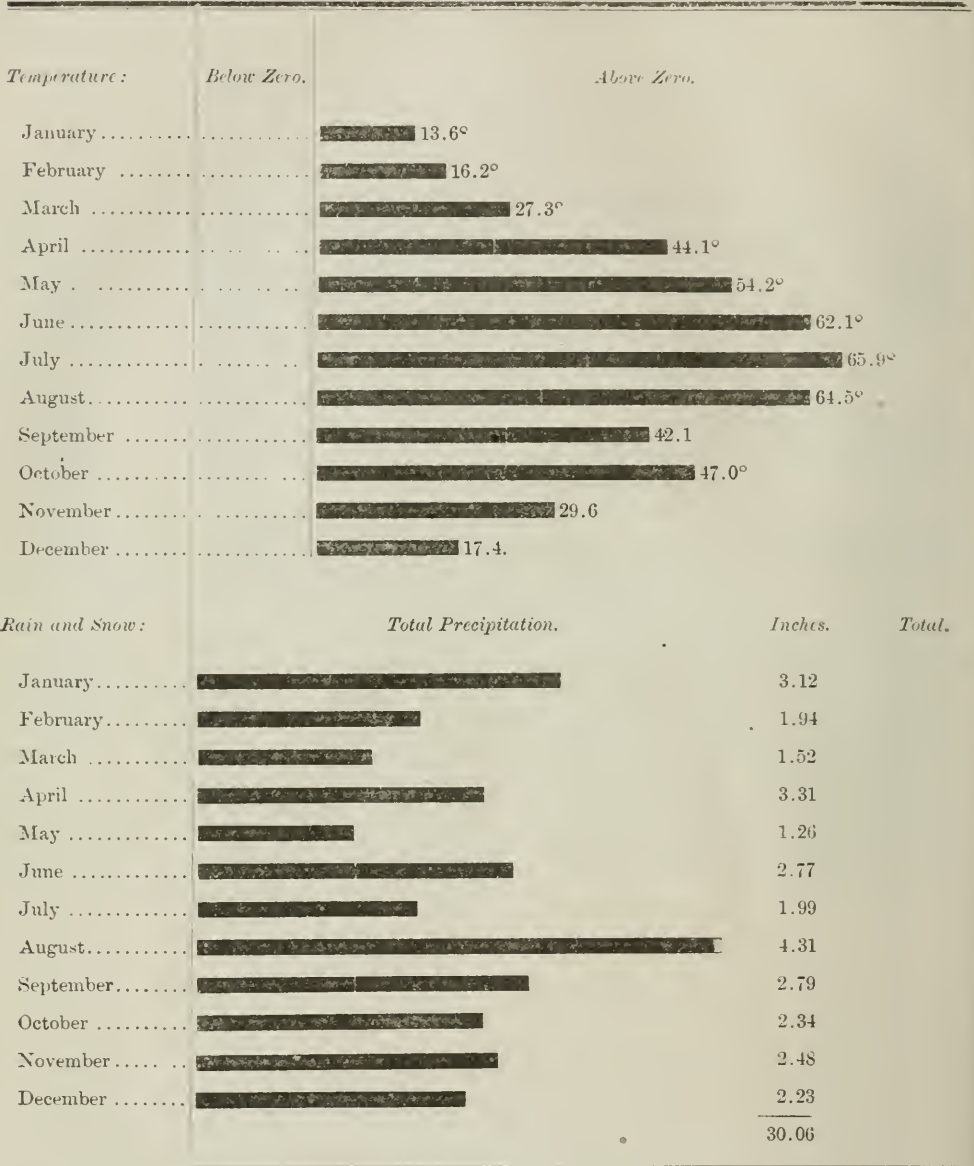 Temperature: Below Zero. Above Zero.
January.......... ............ 13.6°
February ........ ............ 16.2°
March ........... ............ 27.3°
April ............ .. ... . ... 44.1°
May . ........... . ... .. .. 54.2°
June............. ............ 62.1°
July ............. . ... .. ... 65.9°
August........... ........ ... 64.5°
September ....... ........ ... 42.1
October .......... ........ ... 47.0°
November........ . .......... 29.6
December ........ ............ 17.4.
Rain and Snow: Total Precipitation. Inches. Total.
January.......... 3.12
February......... 1.94
March ........... 1.52
April ............ 3.31
May ............. 1.26
June ............. 2.77
July ............. 1.99
August........... 4.31
September........ 2.79
October .......... 2.34
November..... .. 2.48
December ........ 2.23
30.06